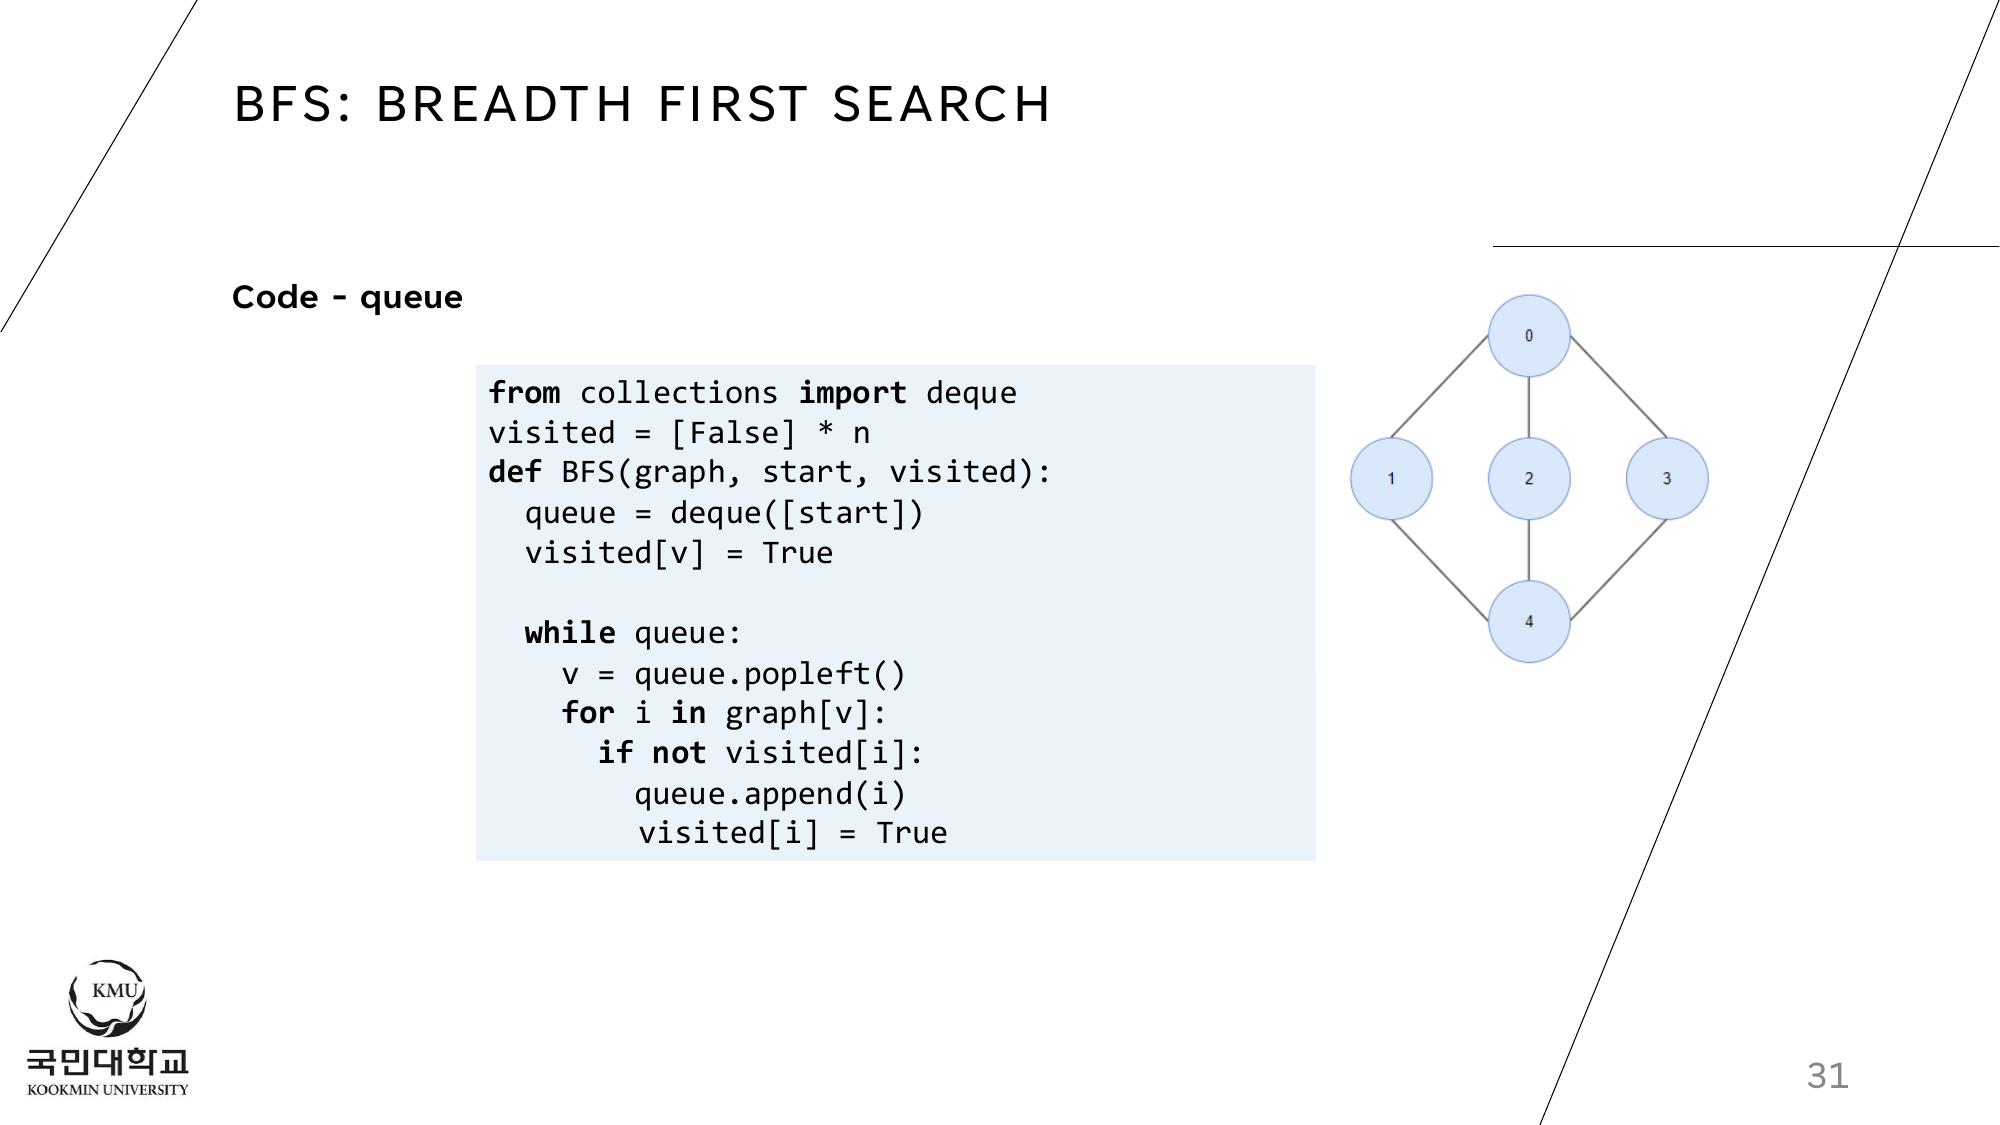 BFS: BREADTH FIRST SEARCH
Code - queue
from collections import deque
visited = [False] * n
def BFS(graph, start, visited):
  queue = deque([start])
  visited[v] = True
  while queue:
    v = queue.popleft()
    for i in graph[v]:
      if not visited[i]:
        queue.append(i)
        visited[i] = True
0
1 2 3
4
KMU
국민대학교
KOOKMIN UNIVERSITY
31